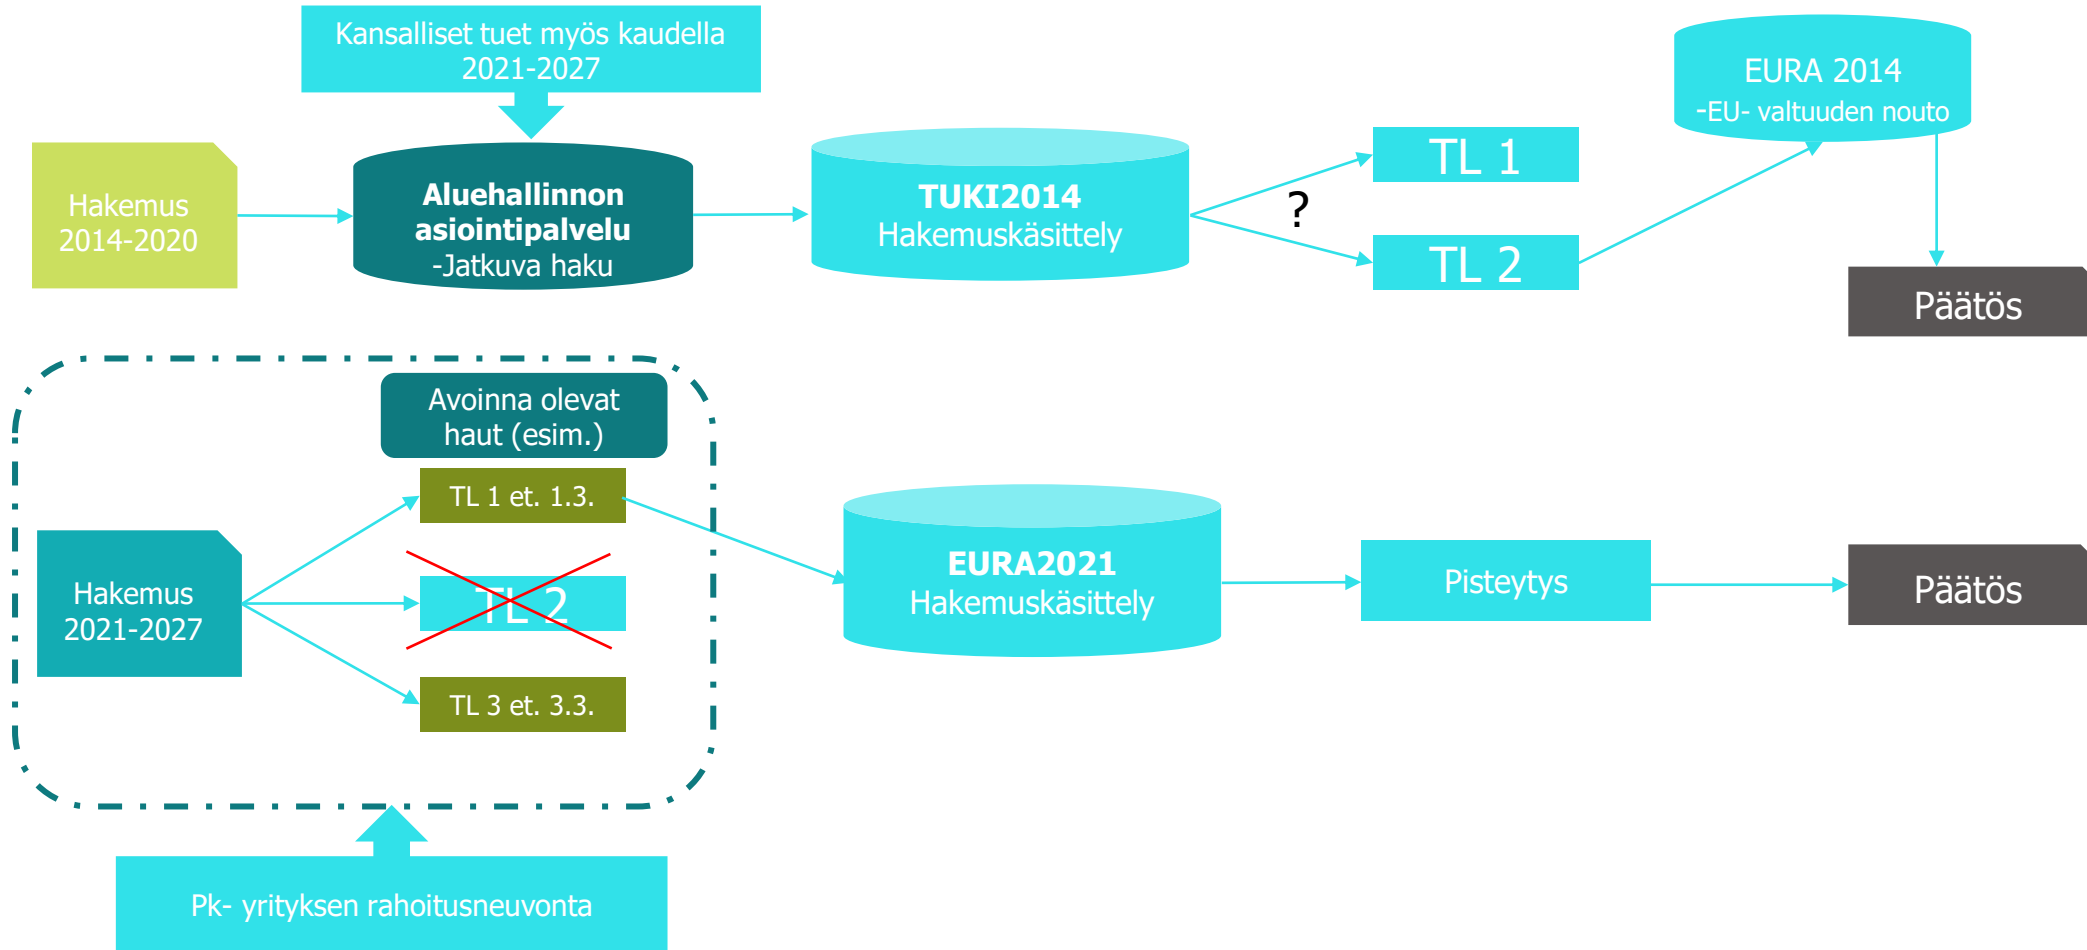 Kansalliset tuet myös kaudella
2021-2027
EURA 2014
-EU- valtuuden nouto
Hakemus
2014-2020
Aluehallinnon
asiointipalvelu
-Jatkuva haku
TUKI2014
Hakemuskäsittely
?
TL 1
TL 2
Päätös
Avoinna olevat
haut (esim.)
Hakemus
2021-2027
TL 1 et. 1.3.
TL 2
TL 3 et. 3.3.
EURA2021
Hakemuskäsittely
Pisteytys
Päätös
Pk- yrityksen rahoitusneuvonta